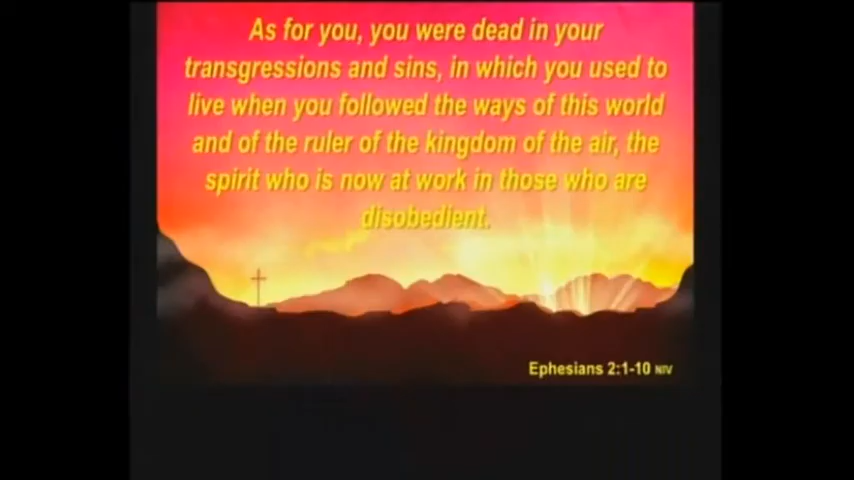 As for you, you were dead in your
transgressions and sins, in which you used to
live when you followed the ways of this world
and of the ruler of the kingdom of the air, the
spirit who is now at work in those who are
disobedient.
Ephesians 2:1-10 NIV